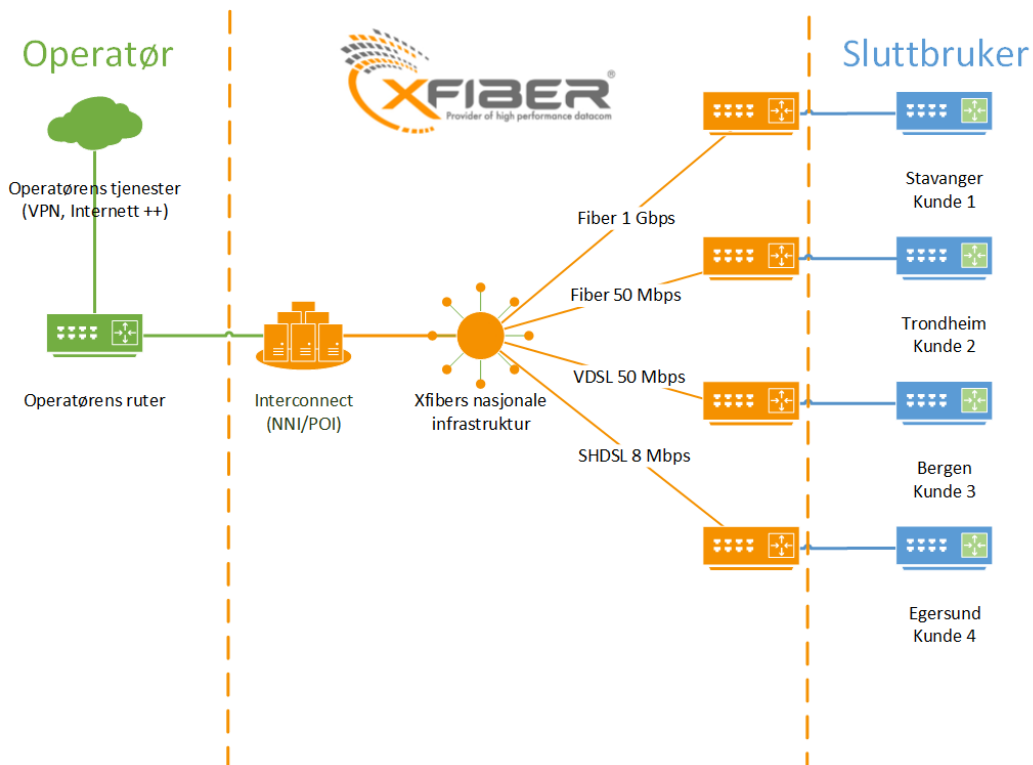 Operatør
XFIBER®
Provider of high performance datacom
Sluttbruker
Operatørens tjenester
(VPN, Internett ++)
Operatørens ruter
Interconnect
(NNI/POI)
Xfibers nasjonale
infrastruktur
Fiber 1 Gbps
Fiber 50 Mbps
VDSL 50 Mbps
SHDSL 8 Mbps
Stavanger
Kunde 1
Trondheim
Kunde 2
Bergen
Kunde 3
Egersund
Kunde 4